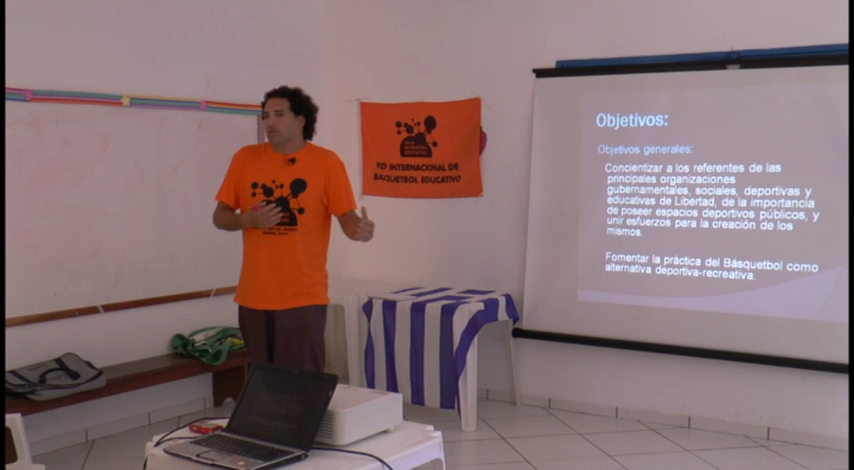 RED INTERNACIONAL DE
BÁSQUETBOL EDUCATIVO
Objetivos:
Objetivos generales:
Concientizar a los referentes de las
principales organizaciones
gubernamentales, sociales, deportivas y
educativas de Libertad, de la importancia
de poseer espacios deportivos públicos, y
unir esfuerzos para la creación de los
mismos.
Fomentar la práctica del Básquetbol como
alternativa deportiva-recreativa.